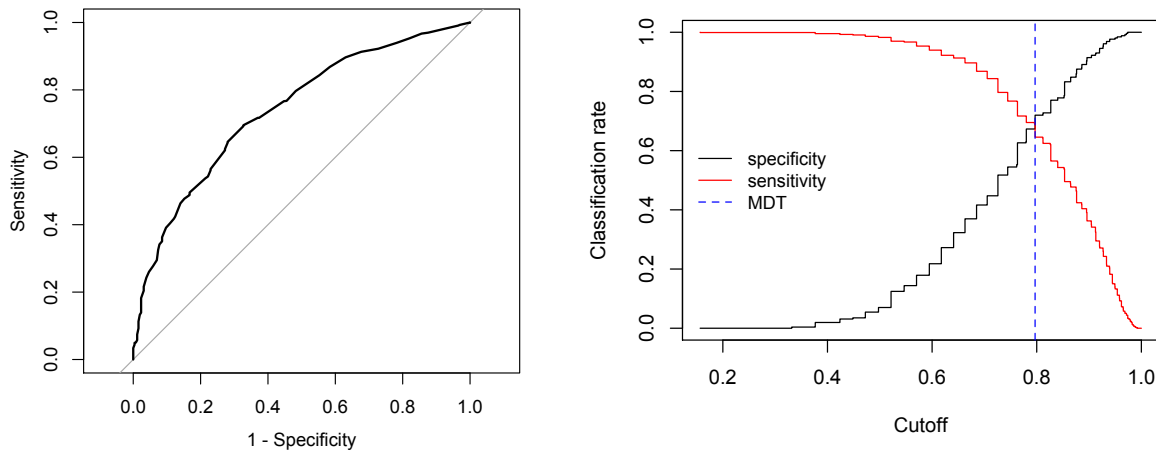 Sensitivity
1.0
0.8
0.6
0.4
0.2
0.0
0.0 0.2 0.4 0.6 0.8 1.0
1 - Specificity
Classification rate
1.0
0.8
0.6
0.4
0.2
0.0
specificity
sensitivity
MDT
0.2 0.4 0.6 0.8 1.0
Cutoff